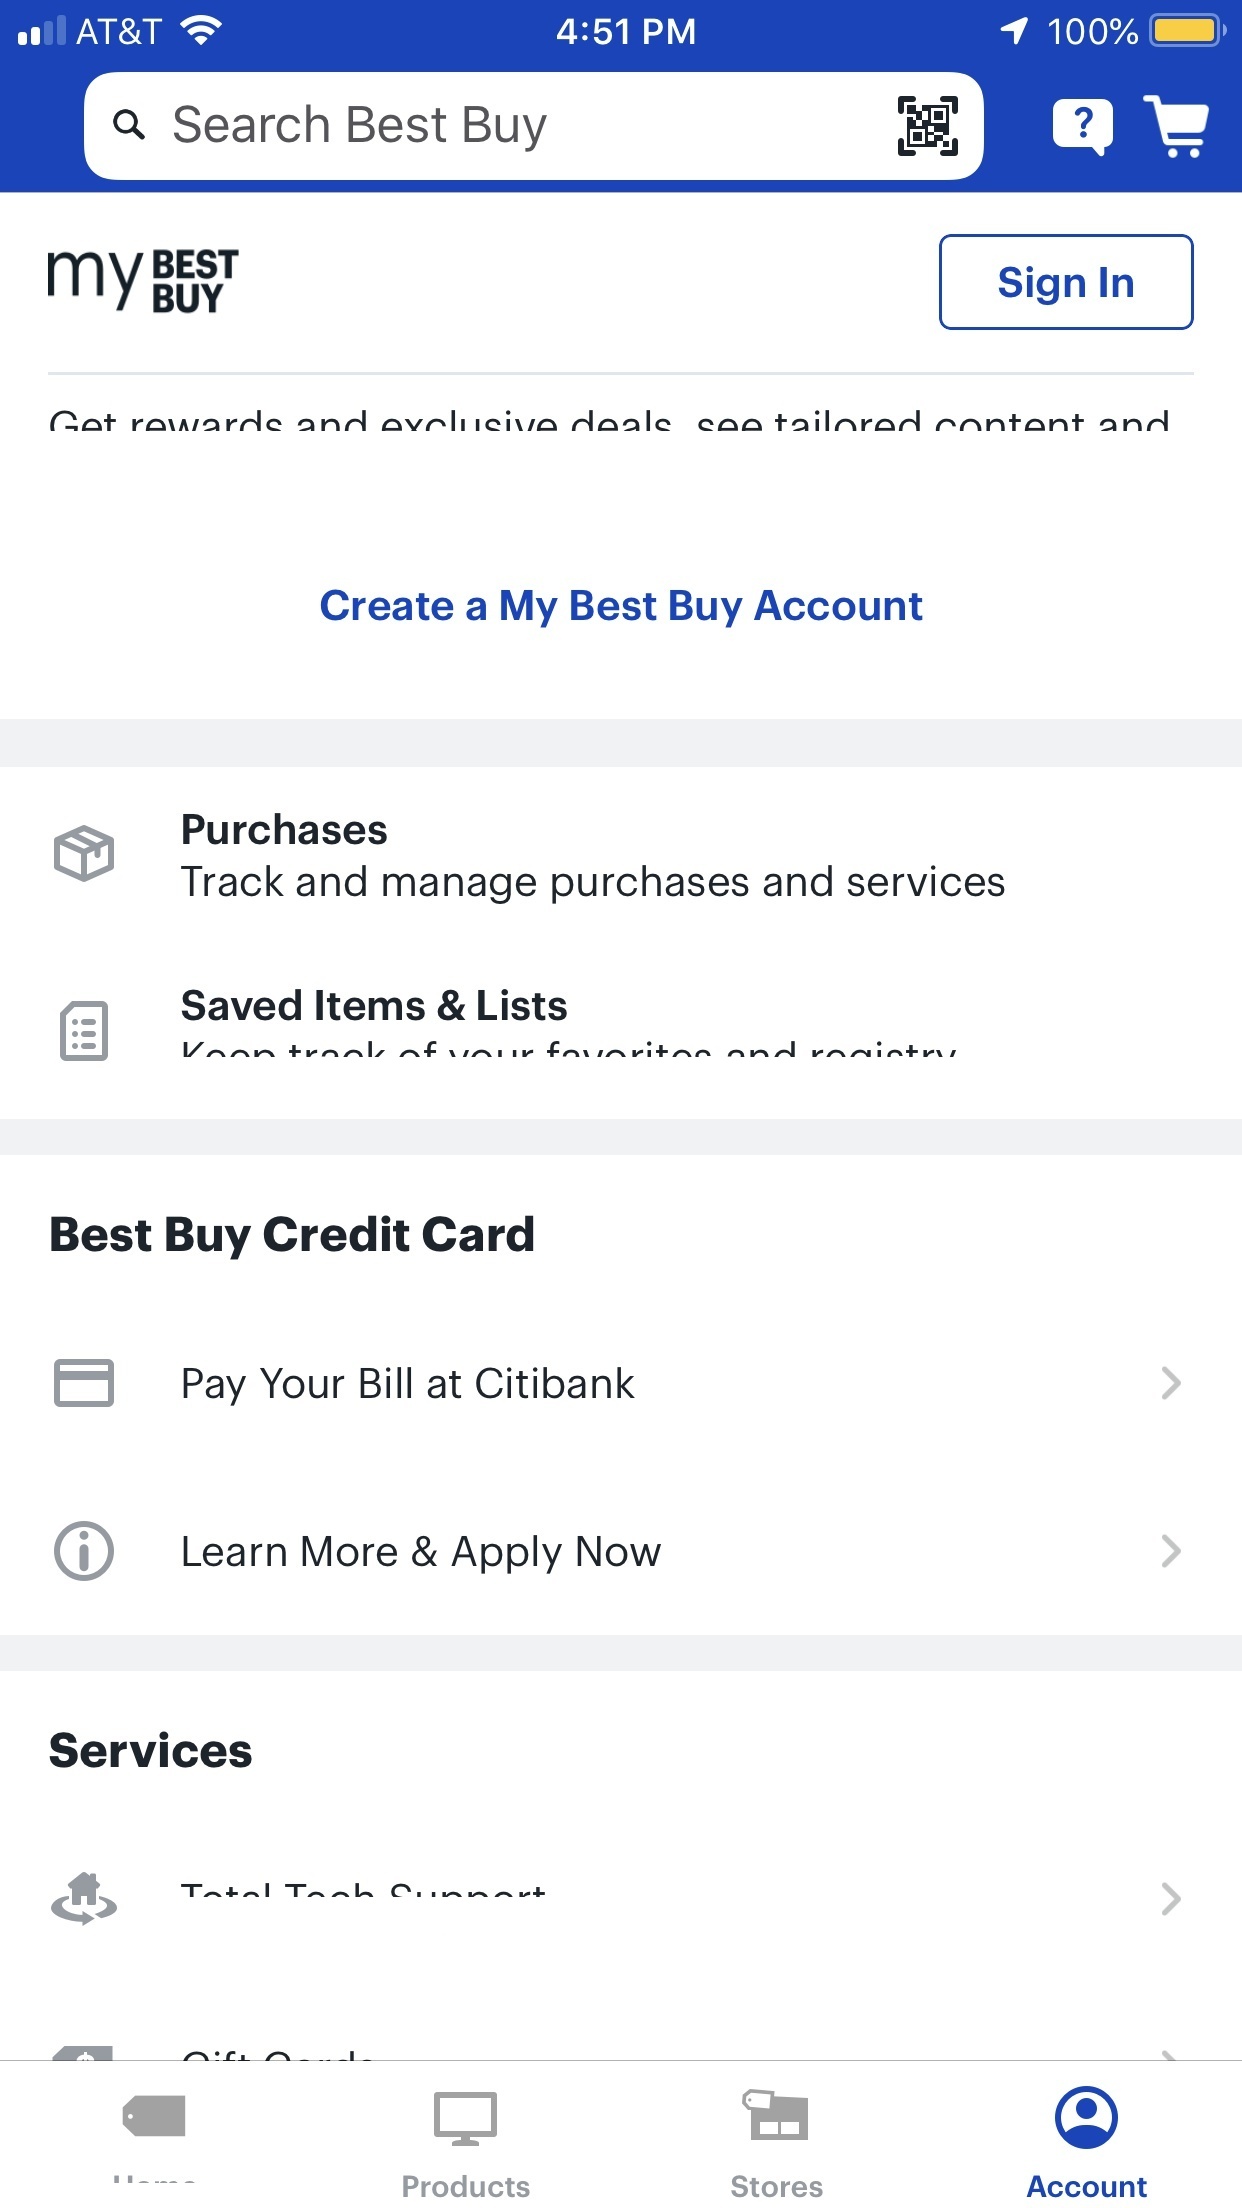 AT&T 4:51 PM 100%
Search Best Buy
my BEST BUY
Sign In
Get rewards and exclusive deals, see tailored content and
Create a My Best Buy Account
Purchases
Track and manage purchases and services
Saved Items & Lists
Keep track of your favorites and registry
Best Buy Credit Card
Pay Your Bill at Citibank
Learn More & Apply Now
Services
Total Tech Support
Gift Cards
Home Products Stores Account